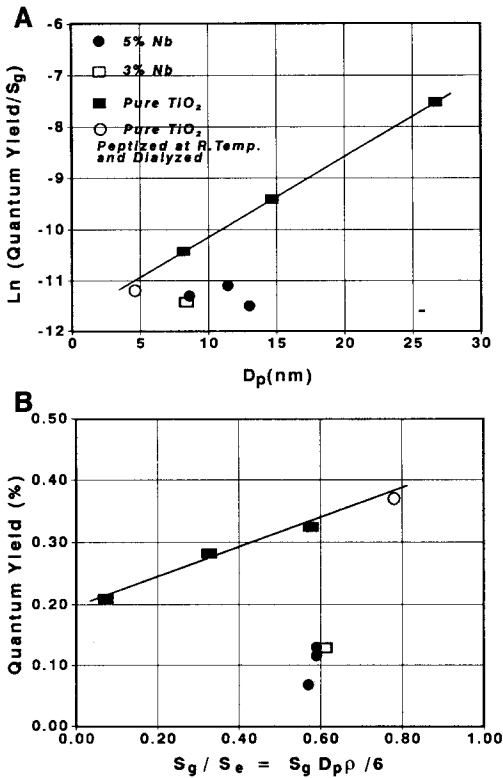 A
Ln (Quantum Yield/Sg)
-6
-7
-8
-9
-10
-11
-12
5% Nb
3% Nb
Pure TiO₂
Pure TiO₂
Peptized at R.Temp.
and Dialyzed
0 5 10 15 20 25 30
Dp(nm)
B
Quantum Yield (%)
0.50
0.40
0.30
0.20
0.10
0.00
0.00 0.20 0.40 0.60 0.80 1.00
Sg / Se = Sg Dp ρ /6